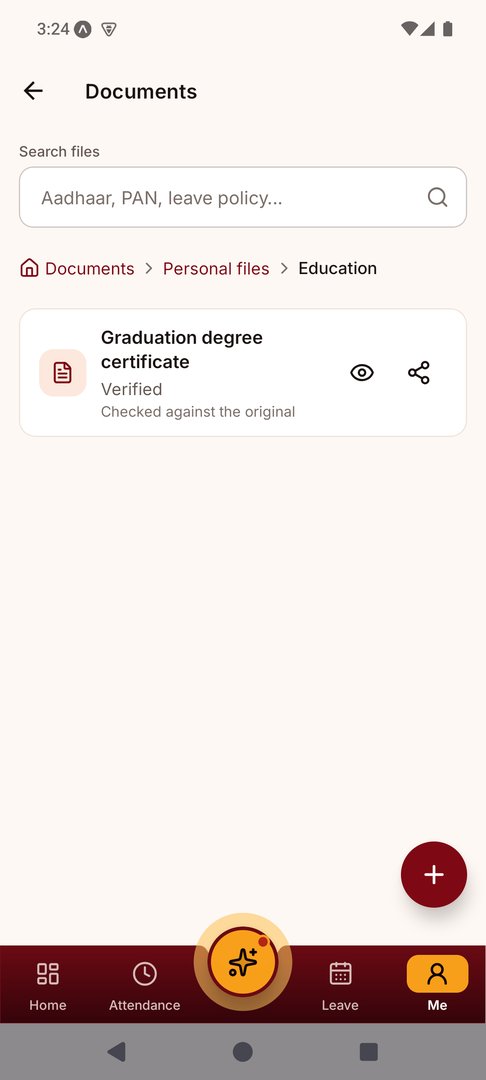 3:24
Documents
Search files
Aadhaar, PAN, leave policy...
Documents > Personal files > Education
Graduation degree
certificate
Verified
Checked against the original
Home
Attendance
Leave
Me